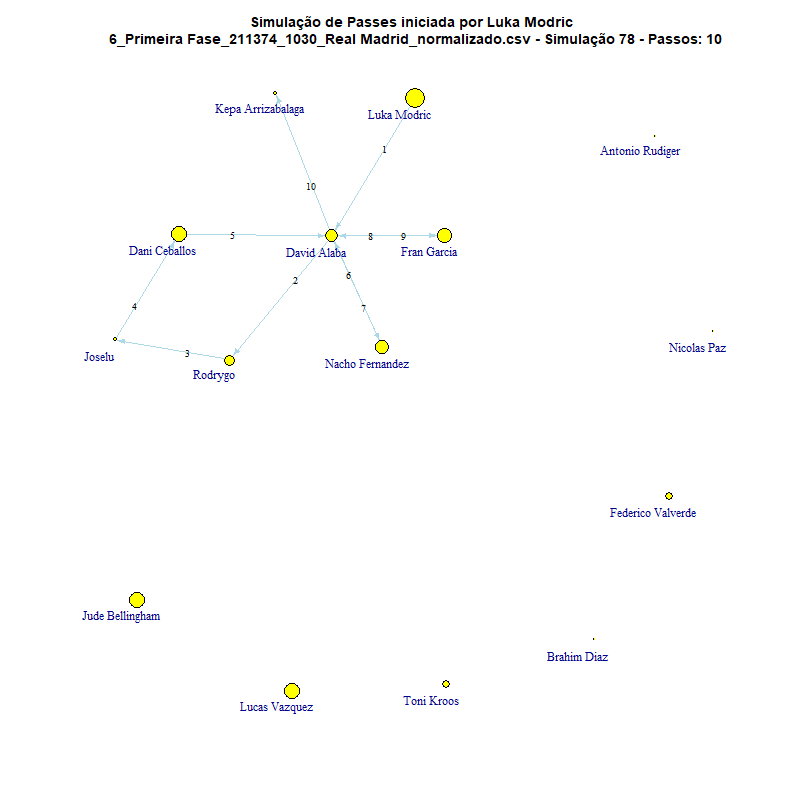 Simulação de Passes iniciada por Luka Modric
6_Primeira Fase_211374_1030_Real Madrid_normalizado.csv - Simulação 78 - Passos: 10
Kepa Arrizabalaga
Luka Modric
Antonio Rudiger
1
10
5
8
9
Dani Ceballos
David Alaba
Fran Garcia
2
6
4
7
Nicolas Paz
3
Joselu
Nacho Fernandez
Rodrygo
Federico Valverde
Jude Bellingham
Brahim Diaz
Toni Kroos
Lucas Vazquez